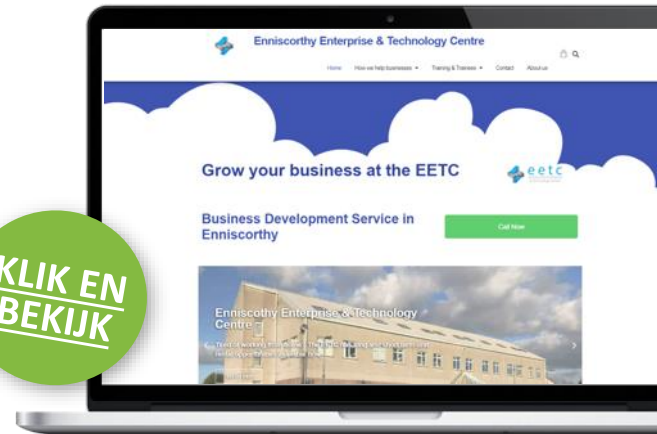 Enniscorthy Enterprise & Technology Centre
Home How we help businesses Training & Trainees Contact About us
Grow your business at the EETC
eetc
Business Development Service in
Enniscorthy
Call Now
Enniscothy Enterprise & Technology
Centre
KLIK EN
BEKIJK